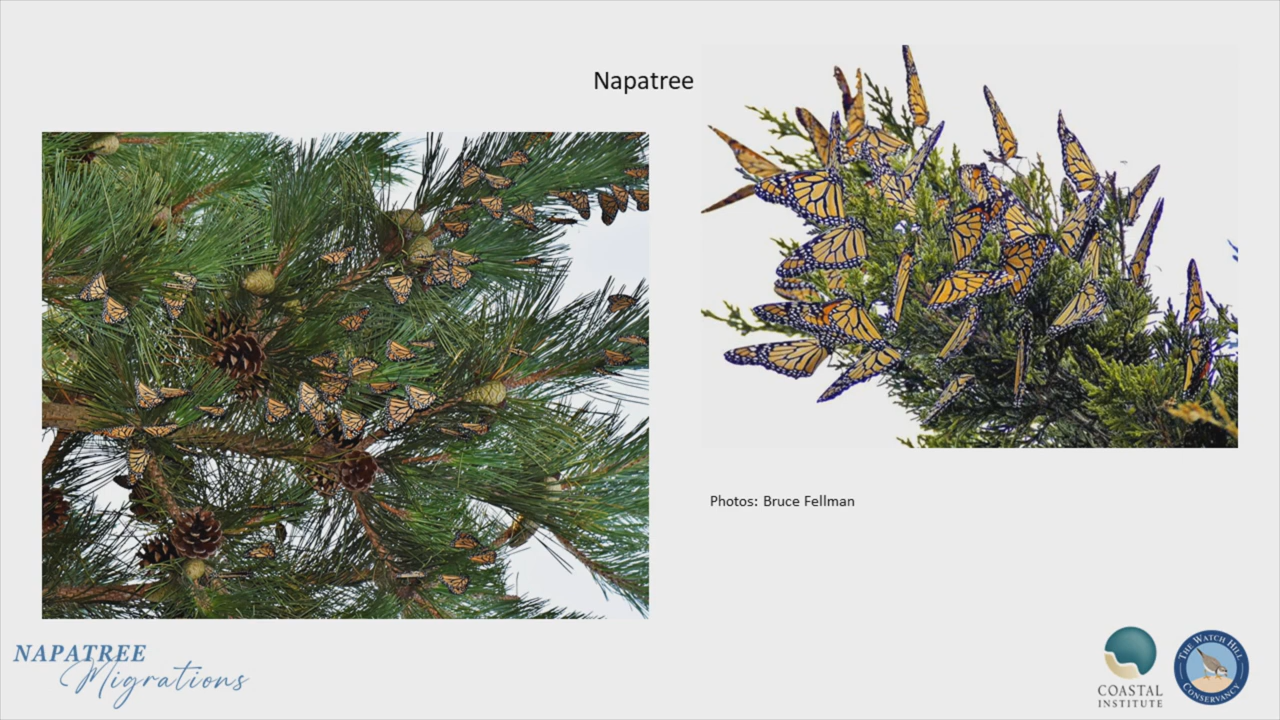 Napatree
Photos: Bruce Fellman
NAPATREE
Migrations
COASTAL
INSTITUTE
THE WATCH HILL
CONSERVANCY